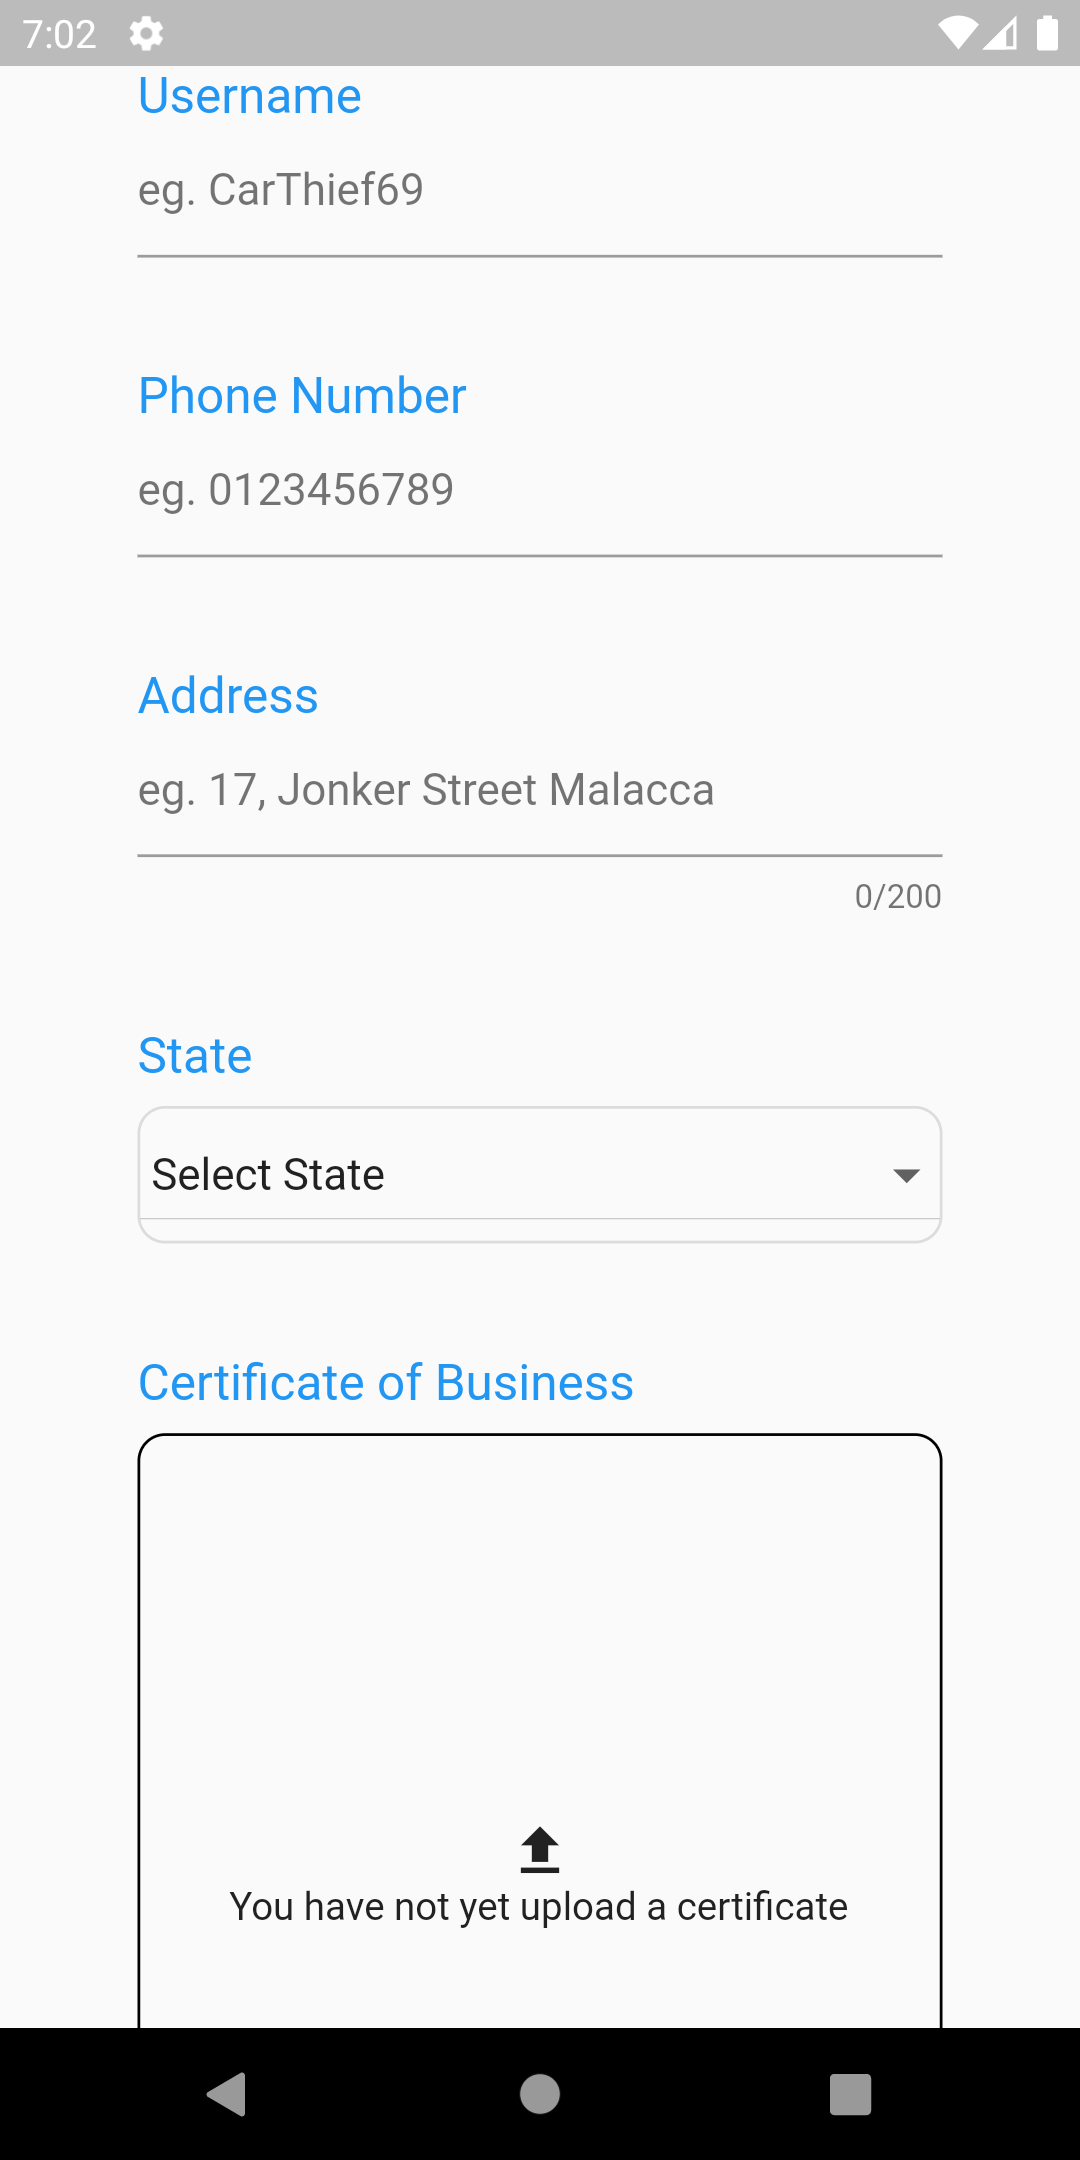 7:02
Username
eg. CarThief69
Phone Number
eg. 0123456789
Address
eg. 17, Jonker Street Malacca
0/200
State
Select State
Certificate of Business
You have not yet upload a certificate